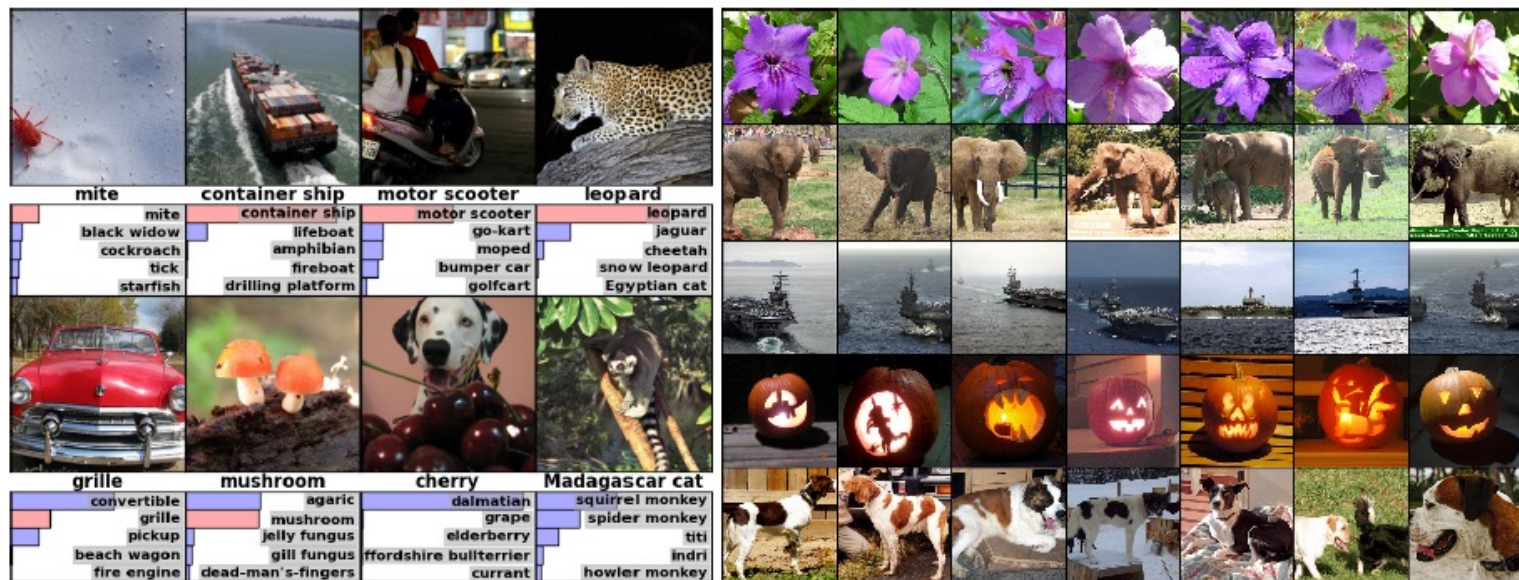 mite container ship motor scooter leopard
mite container ship motor scooter leopard
black widow lifeboat go-kart jaguar
cockroach amphibian moped cheetah
tick fireboat bumper car snow leopard
starfish drilling platform golfcart Egyptian cat
grille mushroom cherry Madagascar cat
convertible agaric dalmatian squirrel monkey
grille mushroom grape spider monkey
pickup jelly fungus elderberry titi
beach wagon gill fungus ffordshire bullterrier indri
fire engine dead-man's-fingers currant howler monkey